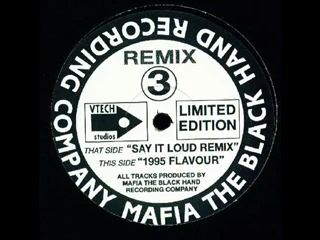 MAFIA THE BLACK HAND RECORDING COMPANY
REMIX
3
VTECH
studios
LIMITED
EDITION
THAT SIDE "SAY IT LOUD REMIX"
THIS SIDE "1995 FLAVOUR"
ALL TRACKS PRODUCED BY
MAFIA THE BLACK HAND
RECORDING COMPANY